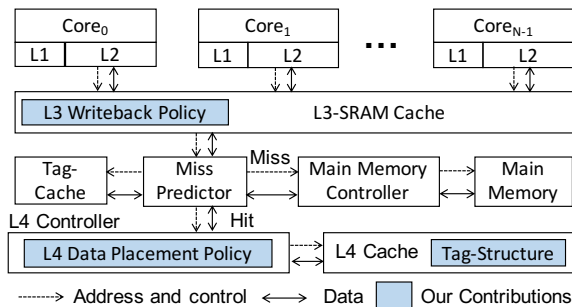 Core0 Core1 ... CoreN-1
L1 L2 L1 L2 L1 L2
L3 Writeback Policy L3-SRAM Cache
Miss
Tag-Cache Miss Predictor Main Memory Controller Main Memory
L4 Controller Hit
L4 Data Placement Policy L4 Cache Tag-Structure
Address and control Data Our Contributions